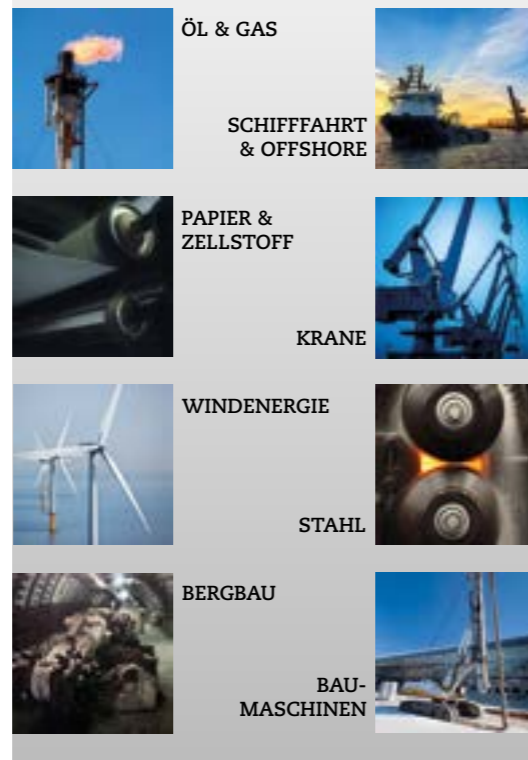 ÖL & GAS
SCHIFFFAHRT
& OFFSHORE
PAPIER &
ZELLSTOFF
KRANE
WINDENERGIE
STAHL
BERGBAU
BAU-
MASCHINEN